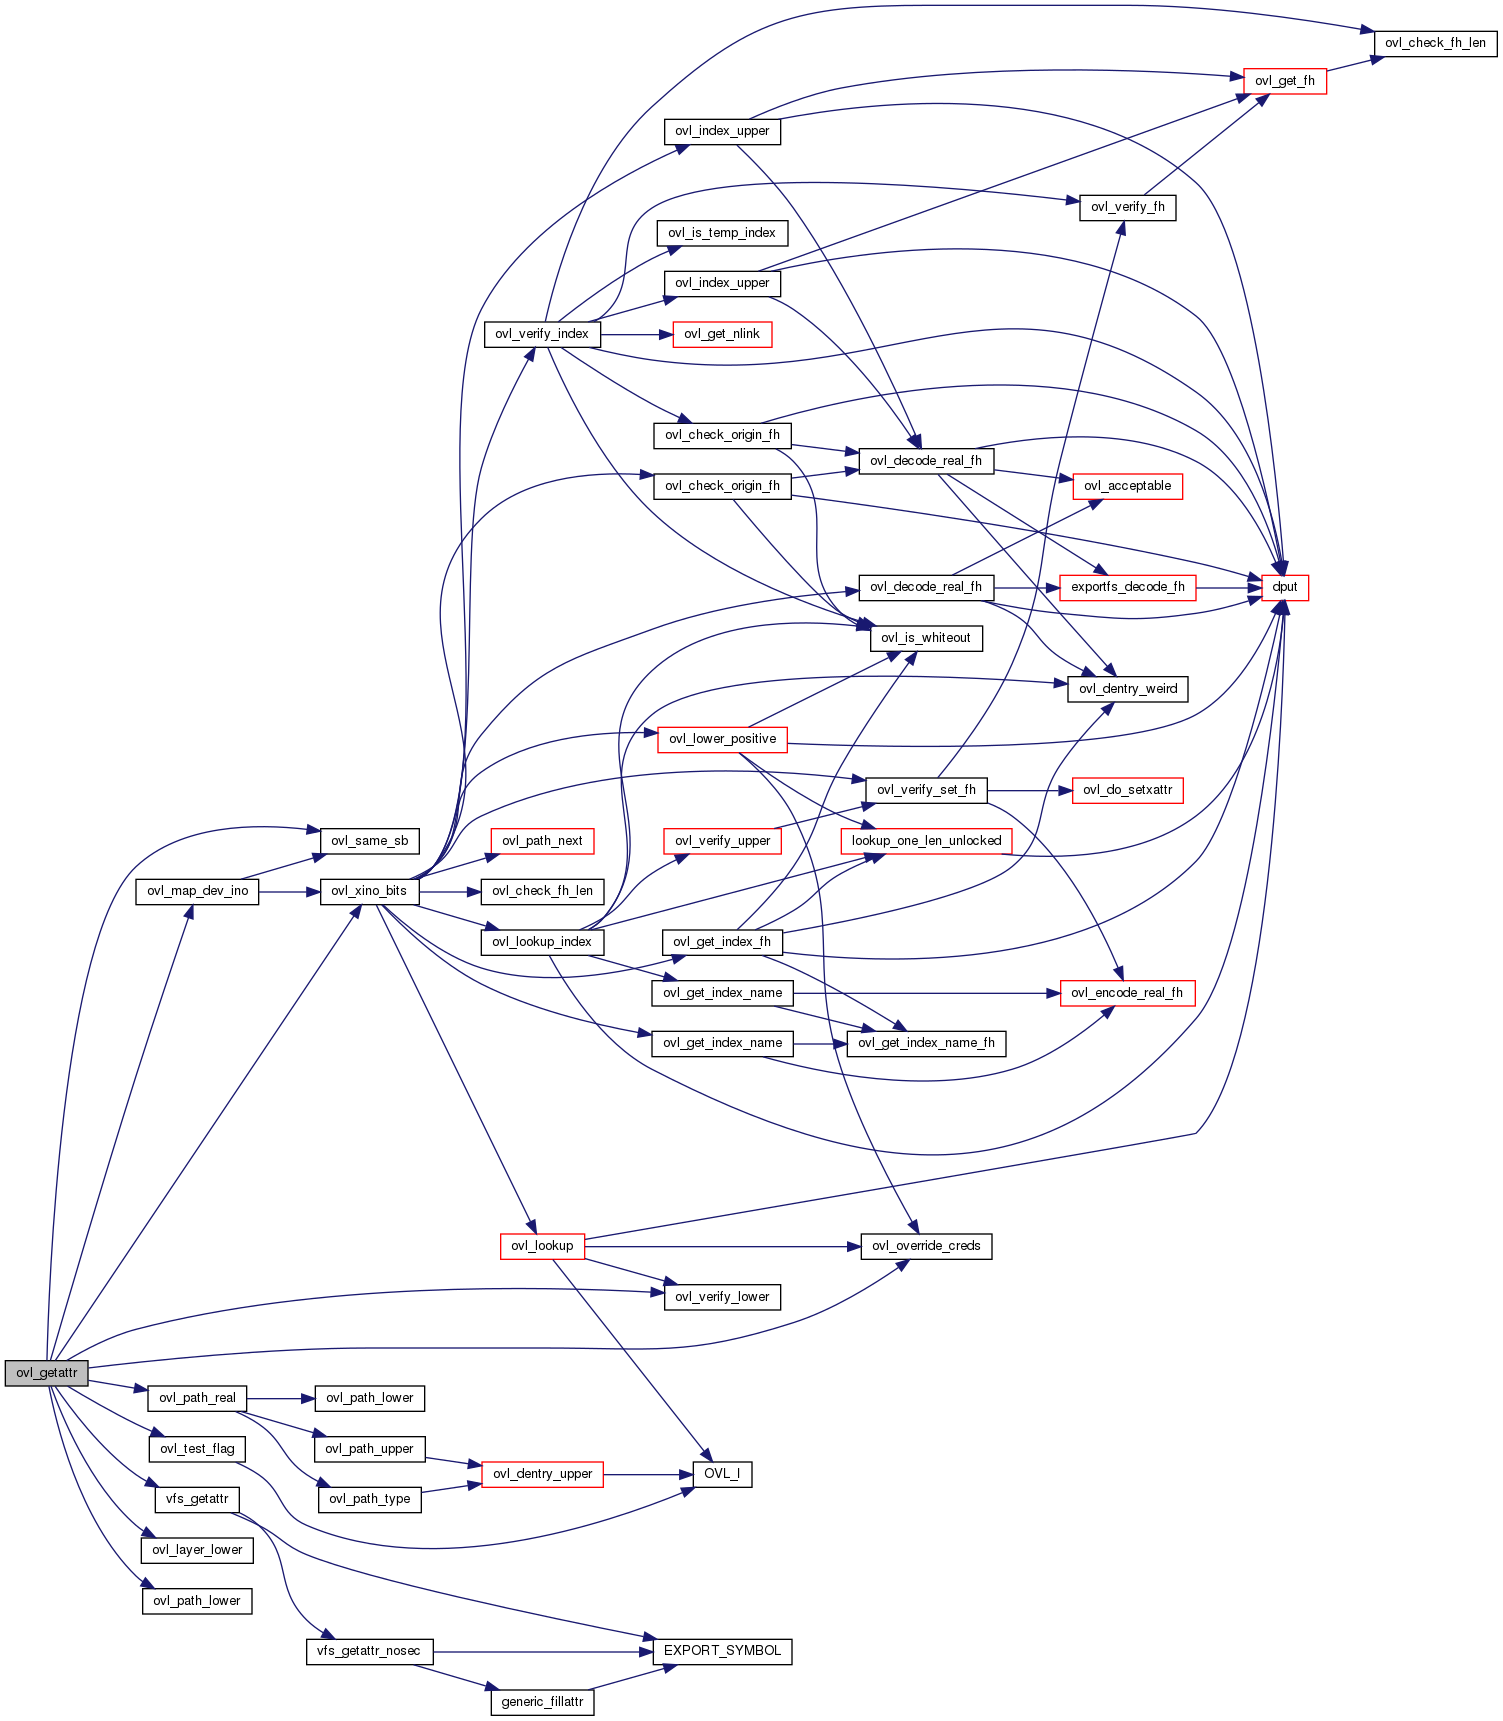 ovl_check_fh_len
ovl_get_fh
ovl_index_upper
ovl_verify_fh
ovl_is_temp_index
ovl_index_upper
ovl_verify_index
ovl_get_nlink
ovl_check_origin_fh
ovl_decode_real_fh
ovl_check_origin_fh
ovl_acceptable
ovl_decode_real_fh
exportfs_decode_fh
dput
ovl_is_whiteout
ovl_dentry_weird
ovl_lower_positive
ovl_verify_set_fh
ovl_do_setxattr
ovl_same_sb
ovl_path_next
ovl_verify_upper
lookup_one_len_unlocked
ovl_map_dev_ino
ovl_xino_bits
ovl_check_fh_len
ovl_lookup_index
ovl_get_index_fh
ovl_get_index_name
ovl_encode_real_fh
ovl_get_index_name
ovl_get_index_name_fh
ovl_lookup
ovl_override_creds
ovl_verify_lower
ovl_getattr
ovl_path_real
ovl_path_lower
ovl_test_flag
ovl_path_upper
ovl_dentry_upper
OVL_I
vfs_getattr
ovl_path_type
ovl_layer_lower
ovl_path_lower
vfs_getattr_nosec
EXPORT_SYMBOL
generic_fillattr